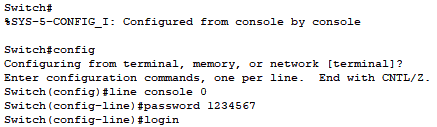 Switch#
%SYS-5-CONFIG_I: Configured from console by console
Switch#config
Configuring from terminal, memory, or network [terminal]?
Enter configuration commands, one per line.  End with CNTL/Z.
Switch(config)#line console 0
Switch(config-line)#password 1234567
Switch(config-line)#login